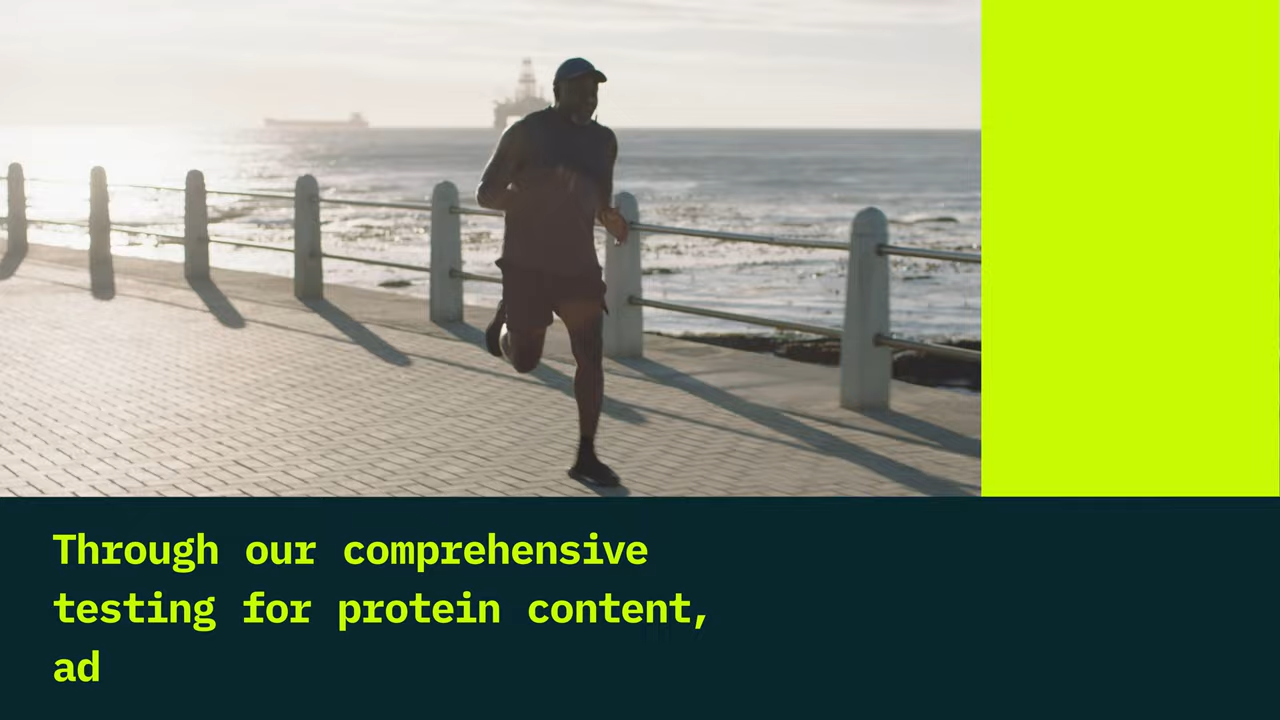 Through our comprehensive
testing for protein content,
ad